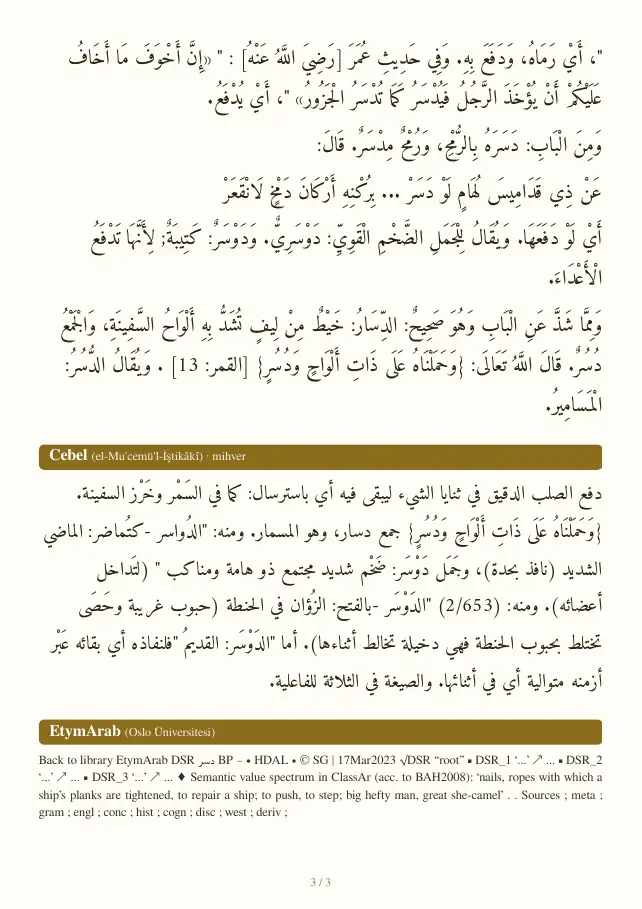 "، أَيْ رَمَاهُ، وَدَفَعَ بِهِ. وَفِي حَدِيثِ عُمَرَ [رَضِيَ اللَّهُ عَنْهُ] : " «إِنَّ أَخْوَفَ مَا أَخَافُ
عَلَيْكُمْ أَنْ يُؤْخَذَ الرَّجُلُ فَيُدْسَرُ كَمَا تُدْسَرُ الْجَزُورُ» "، أَيْ يُدْفَعُ.
وَمِنَ الْبَابِ: دَسَرَهُ بِالرُّمْحِ، وَرُمْحٌ مِدْسَرٌ. قَالَ:
عَنْ ذِي قَدَامِيسَ لُهَامٍ لَوْ دَسَرْ ... بِرُكْنِهِ أَرْكَانَ دَمْخٍ لَانْقَعَرْ
أَيْ لَوْ دَفَعَهَا. وَيُقَالُ لِلْجَمَلِ الضَّخْمِ الْقَوِيِّ: دَوْسَرِيٌّ. وَدَوْسَرٌ: كَتِيبَةٌ; لِأَنَّهَا تَدْفَعُ
الْأَعْدَاءَ.
وَمِمَّا شَذَّ عَنِ الْبَابِ وَهُوَ صَحِيحٌ: الدِّسَارُ: خَيْطٌ مِنْ لِيفٍ تُشَدُّ بِهِ أَلْوَاحُ السَّفِينَةِ، وَالْجَمْعُ
دُسُرٌ. قَالَ اللَّهُ تَعَالَى: {وَحَمَلْنَاهُ عَلَى ذَاتِ أَلْوَاحٍ وَدُسُرٍ} [القمر: 13] . وَيُقَالُ الدُّسُرُ:
الْمَسَامِيرُ.
Cebel (el-Mu'cemü'l-İştikâkî) · mihver
دفع الصلب الدقيق في ثنايا الشيء ليبقى فيه أي باسترسال: كما في السَّمْر وخَرْز السفينة.
{وَحَمَلْنَاهُ عَلَى ذَاتِ أَلْوَاحٍ وَدُسُرٍ} جمع دسار، وهو المسمار. ومنه: "الدُواسر -كتُماضر: الماضي
الشديد (نافذ بحدة)، وجمَل دَوْسَر: ضَخْم شديد مجتمع ذو هامة ومناكب " (لتَداخل
أعضائه). ومنه: (2/653) "الدَوْسَر -بالفتح: الزُؤان في الحنطة (حبوب غريبة وحَصَى
تختلط بحبوب الحنطة فهي دخيلة تخالط أثناءها). أما "الدَوْسَر: القديمُ "فلنفاذه أي بقائه عَبْر
أزمنه متوالية أي في أثنائها. والصيغة في الثلاثة للفاعلية.
EtymArab (Oslo Üniversitesi)
Back to library EtymArab DSR دسر BP – • HDAL • © SG | 17Mar2023 √DSR “root” ▪ DSR_1 ‘...’ ↗ ... ▪ DSR_2
‘...’ ↗ ... ▪ DSR_3 ‘...’ ↗ ... ♦ Semantic value spectrum in ClassAr (acc. to BAH2008): ‘nails, ropes with which a
ship’s planks are tightened, to repair a ship; to push, to step; big hefty man, great she-camel’ . . Sources ; meta ;
gram ; engl ; conc ; hist ; cogn ; disc ; west ; deriv ;
3 / 3